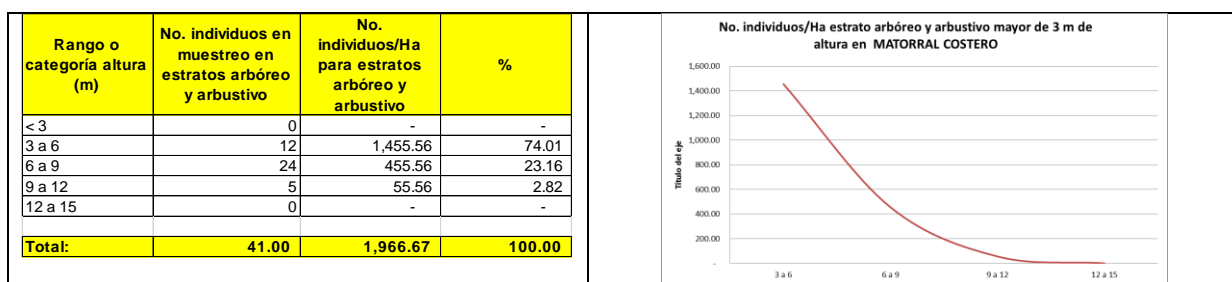 Rango o categoría altura (m)
No. individuos en muestreo en estratos arbóreo y arbustivo
No. individuos/Ha para estratos arbóreo y arbustivo
%
< 3 0 - -
3 a 6 12 1,455.56 74.01
6 a 9 24 455.56 23.16
9 a 12 5 55.56 2.82
12 a 15 0 - -
Total: 41.00 1,966.67 100.00
No. individuos/Ha estrato arbóreo y arbustivo mayor de 3 m de
altura en MATORRAL COSTERO
Título del eje
1,600.00
1,400.00
1,200.00
1,000.00
800.00
600.00
400.00
200.00
-
3 a 6 6 a 9 9 a 12 12 a 15